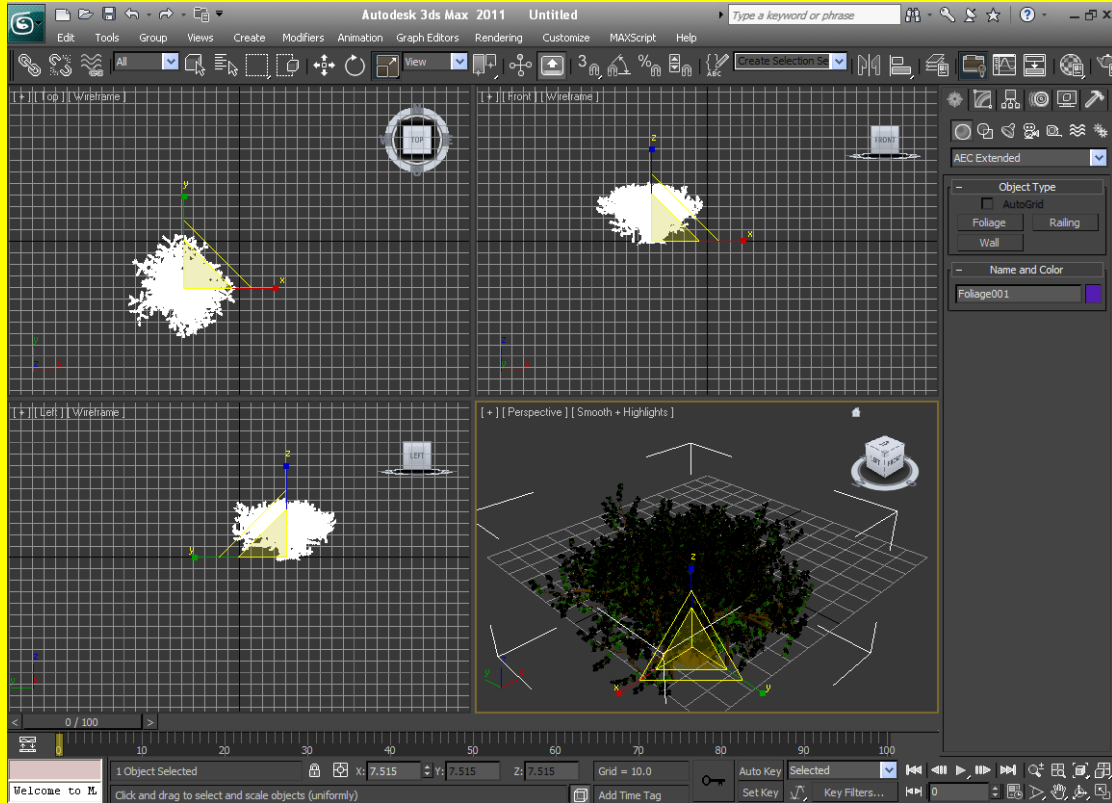 Autodesk 3ds Max 2011 Untitled
Type a keyword or phrase
Edit Tools Group Views Create Modifiers Animation Graph Editors Rendering Customize MAXScript Help
All
View
Create Selection Se
[ + ] [ Top ] [ Wireframe ]
TOP
y
x
[ + ] [ Front ] [ Wireframe ]
FRONT
z
x
AEC Extended
Object Type
AutoGrid
Foliage Railing
Wall
Name and Color
Foliage001
[ + ] [ Left ] [ Wireframe ]
LEFT
z
y
[ + ] [ Perspective ] [ Smooth + Highlights ]
z
x y
0 / 100
0 10 20 30 40 50 60 70 80 90 100
1 Object Selected X: 7.515 Y: 7.515 Z: 7.515 Grid = 10.0 Auto Key Selected
Welcome to M Click and drag to select and scale objects (uniformly) Add Time Tag Set Key Key Filters... 0